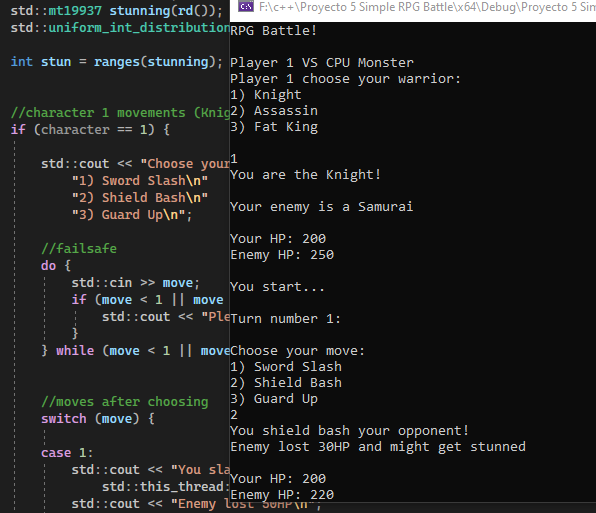 std::mt19937 stunning(rd());
std::uniform_int_distribution
int stun = ranges(stunning);
//character 1 movements (Knig
if (character == 1) {
std::cout << "Choose your
"1) Sword Slash\n"
"2) Shield Bash\n"
"3) Guard Up\n";
//failsafe
do {
std::cin >> move;
if (move < 1 || move
std::cout << "Ple
}
} while (move < 1 || move
//moves after choosing
switch (move) {
case 1:
std::cout << "You sla
std::this_thread:
std::cout << "Enemy lost 50HP\n";
F:\c++\Proyecto 5 Simple RPG Battle\x64\Debug\Proyecto 5 Sim
RPG Battle!
Player 1 VS CPU Monster
Player 1 choose your warrior:
1) Knight
2) Assassin
3) Fat King
1
You are the Knight!
Your enemy is a Samurai
Your HP: 200
Enemy HP: 250
You start...
Turn number 1:
Choose your move:
1) Sword Slash
2) Shield Bash
3) Guard Up
2
You shield bash your opponent!
Enemy lost 30HP and might get stunned
Your HP: 200
Enemy HP: 220